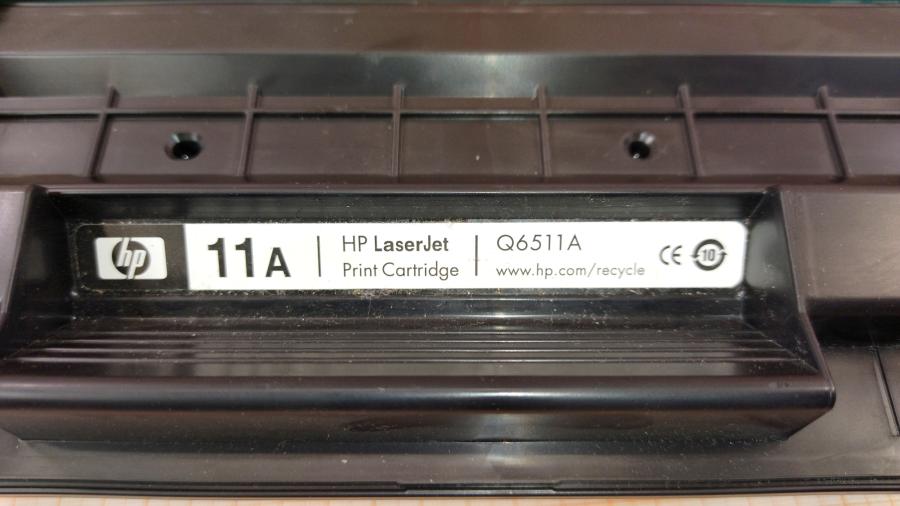 hp
11A
HP LaserJet
Print Cartridge
Q6511A
www.hp.com/recycle
CE
10